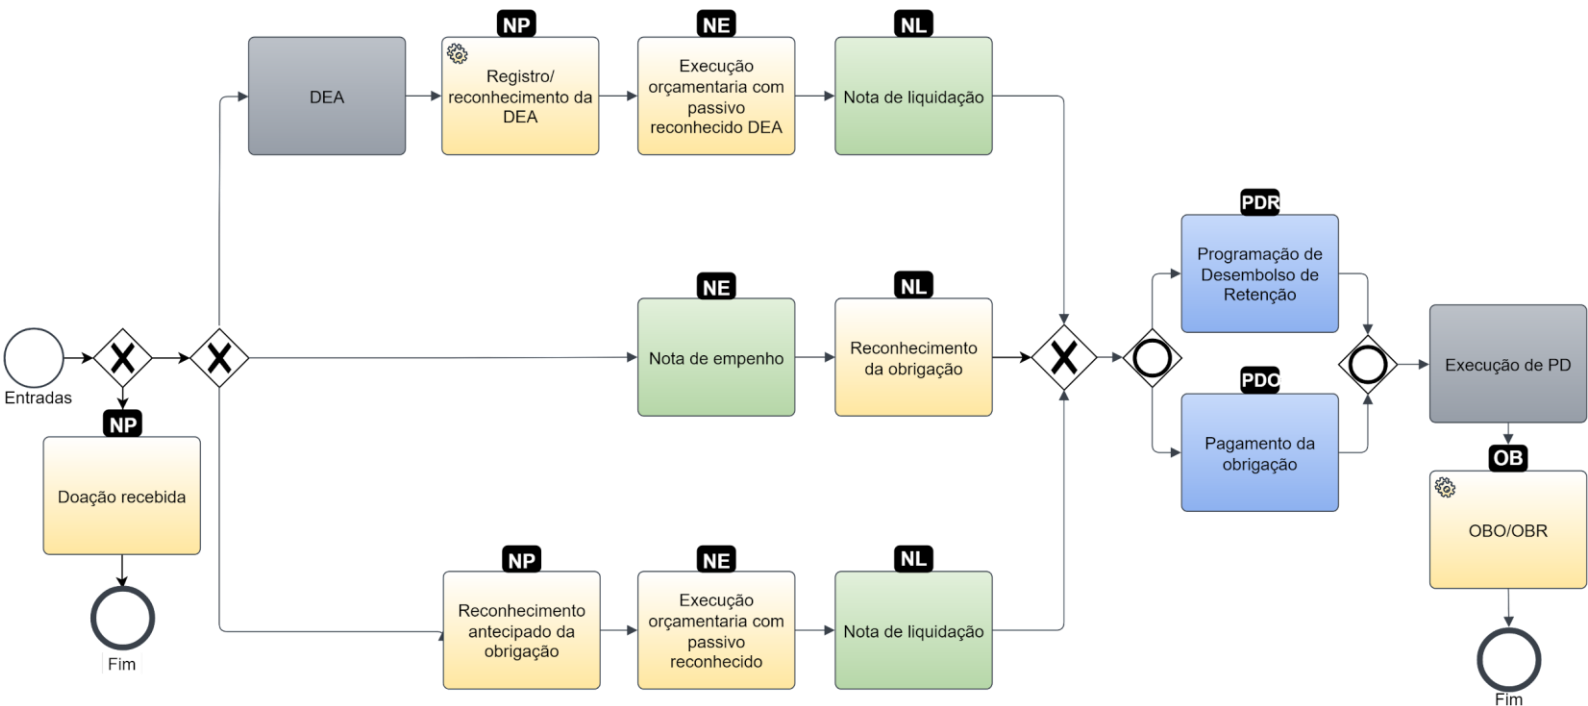 NP
NE
NL
DEA
Registro/
reconhecimento da
DEA
Execução
orçamentaria com
passivo
reconhecido DEA
Nota de liquidação
PDR
Programação de
Desembolso de
Retenção
NE
NL
Nota de empenho
Reconhecimento
da obrigação
Entradas
Execução de PD
PDO
Pagamento da
obrigação
NP
Doação recebida
OB
OBO/OBR
NP
NE
NL
Reconhecimento
antecipado da
obrigação
Execução
orçamentaria com
passivo
reconhecido
Nota de liquidação
Fim
Fim